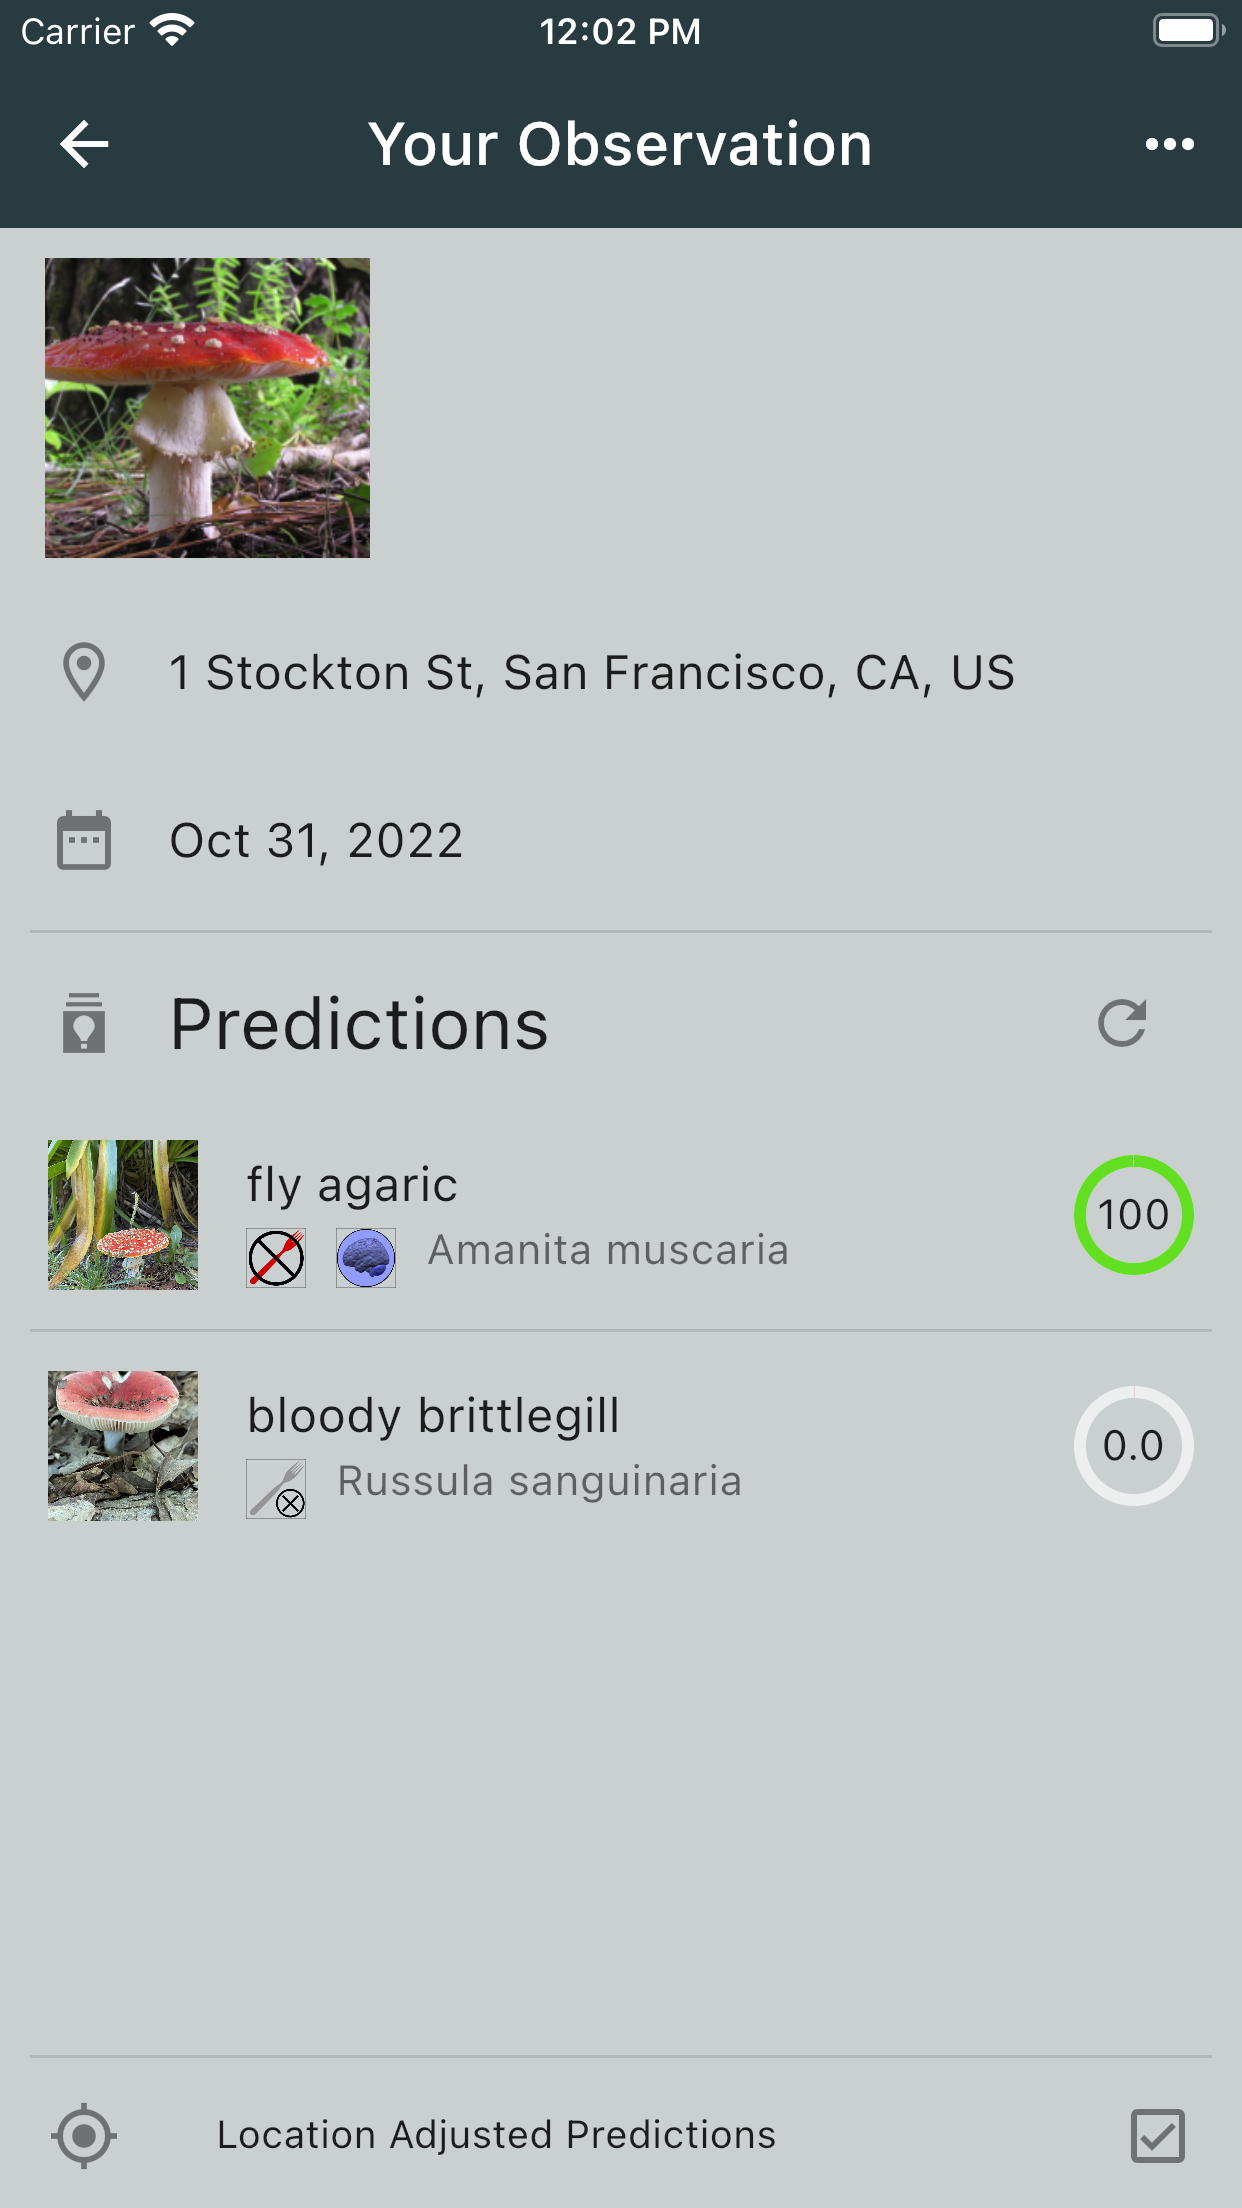 Carrier 12:02 PM
Your Observation
1 Stockton St, San Francisco, CA, US
Oct 31, 2022
Predictions
fly agaric
Amanita muscaria
100
bloody brittlegill
Russula sanguinaria
0.0
Location Adjusted Predictions